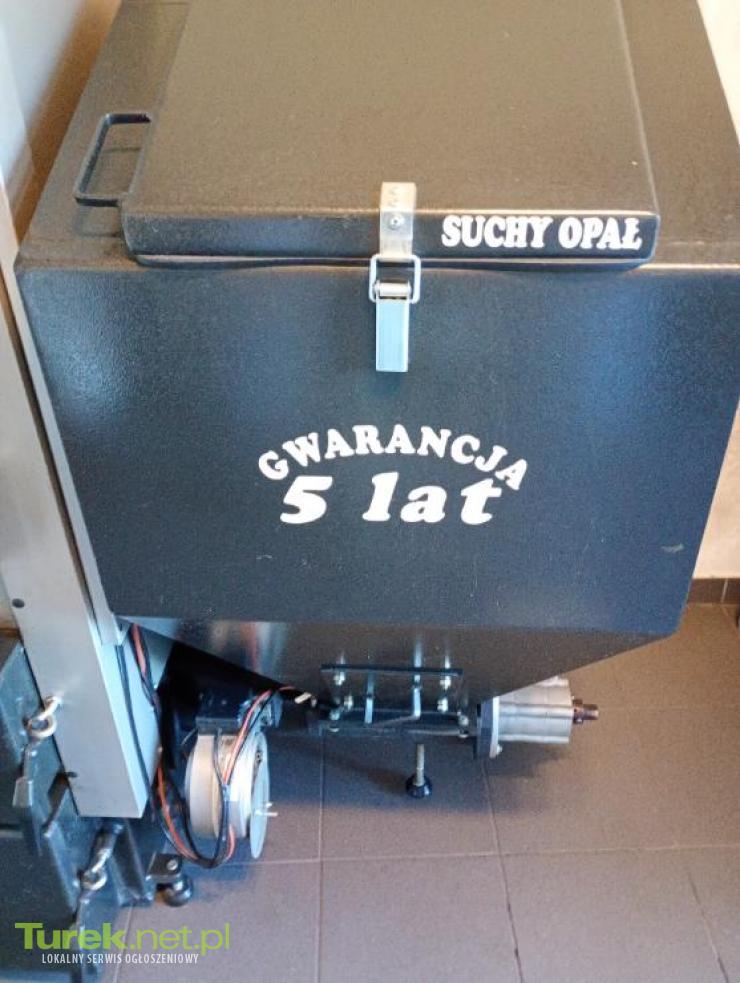 SUCHY OPAŁ
GWARANCJA
5 lat
Turek.net.pl
LOKALNY SERWIS OGŁOSZENIOWY